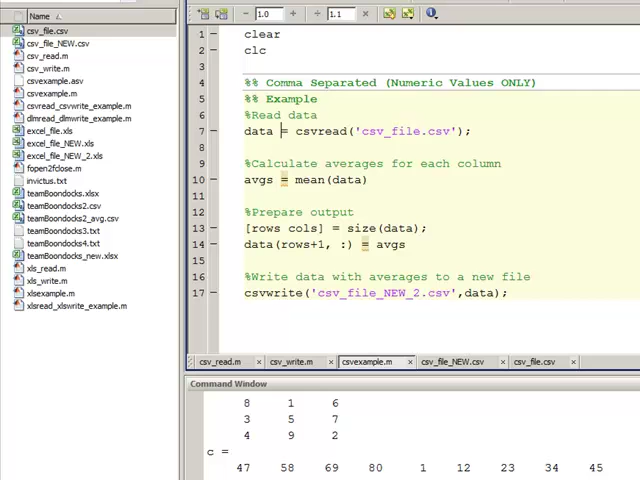 Name
csv_file.csv
csv_file_NEW.csv
csv_read.m
csv_write.m
csvexample.asv
csvexample.m
csvread_csvwrite_example.m
dlmread_dlmwrite_example.m
excel_file.xls
excel_file_NEW.xls
excel_file_NEW_2.xls
fopen2fclose.m
invictus.txt
teamBoondocks.xlsx
teamBoondocks2.csv
teamBoondocks2_avg.csv
teamBoondocks3.txt
teamBoondocks4.txt
teamBoondocks_new.xlsx
xls_read.m
xls_write.m
xlsexample.m
xlsread_xlswrite_example.m
− 1.0 + ÷ 1.1 ×
1 − clear
2 − clc
3
4 %% Comma Separated (Numeric Values ONLY)
5 %% Example
6 %Read data
7 − data = csvread('csv_file.csv');
8
9 %Calculate averages for each column
10 − avgs = mean(data)
11
12 %Prepare output
13 − [rows cols] = size(data);
14 − data(rows+1, :) = avgs
15
16 %Write data with averages to a new file
17 − csvwrite('csv_file_NEW_2.csv',data);
csv_read.m × csv_write.m × csvexample.m × csv_file_NEW.csv × csv_file.csv ×
Command Window
8 1 6
3 5 7
4 9 2
c =
47 58 69 80 1 12 23 34 45